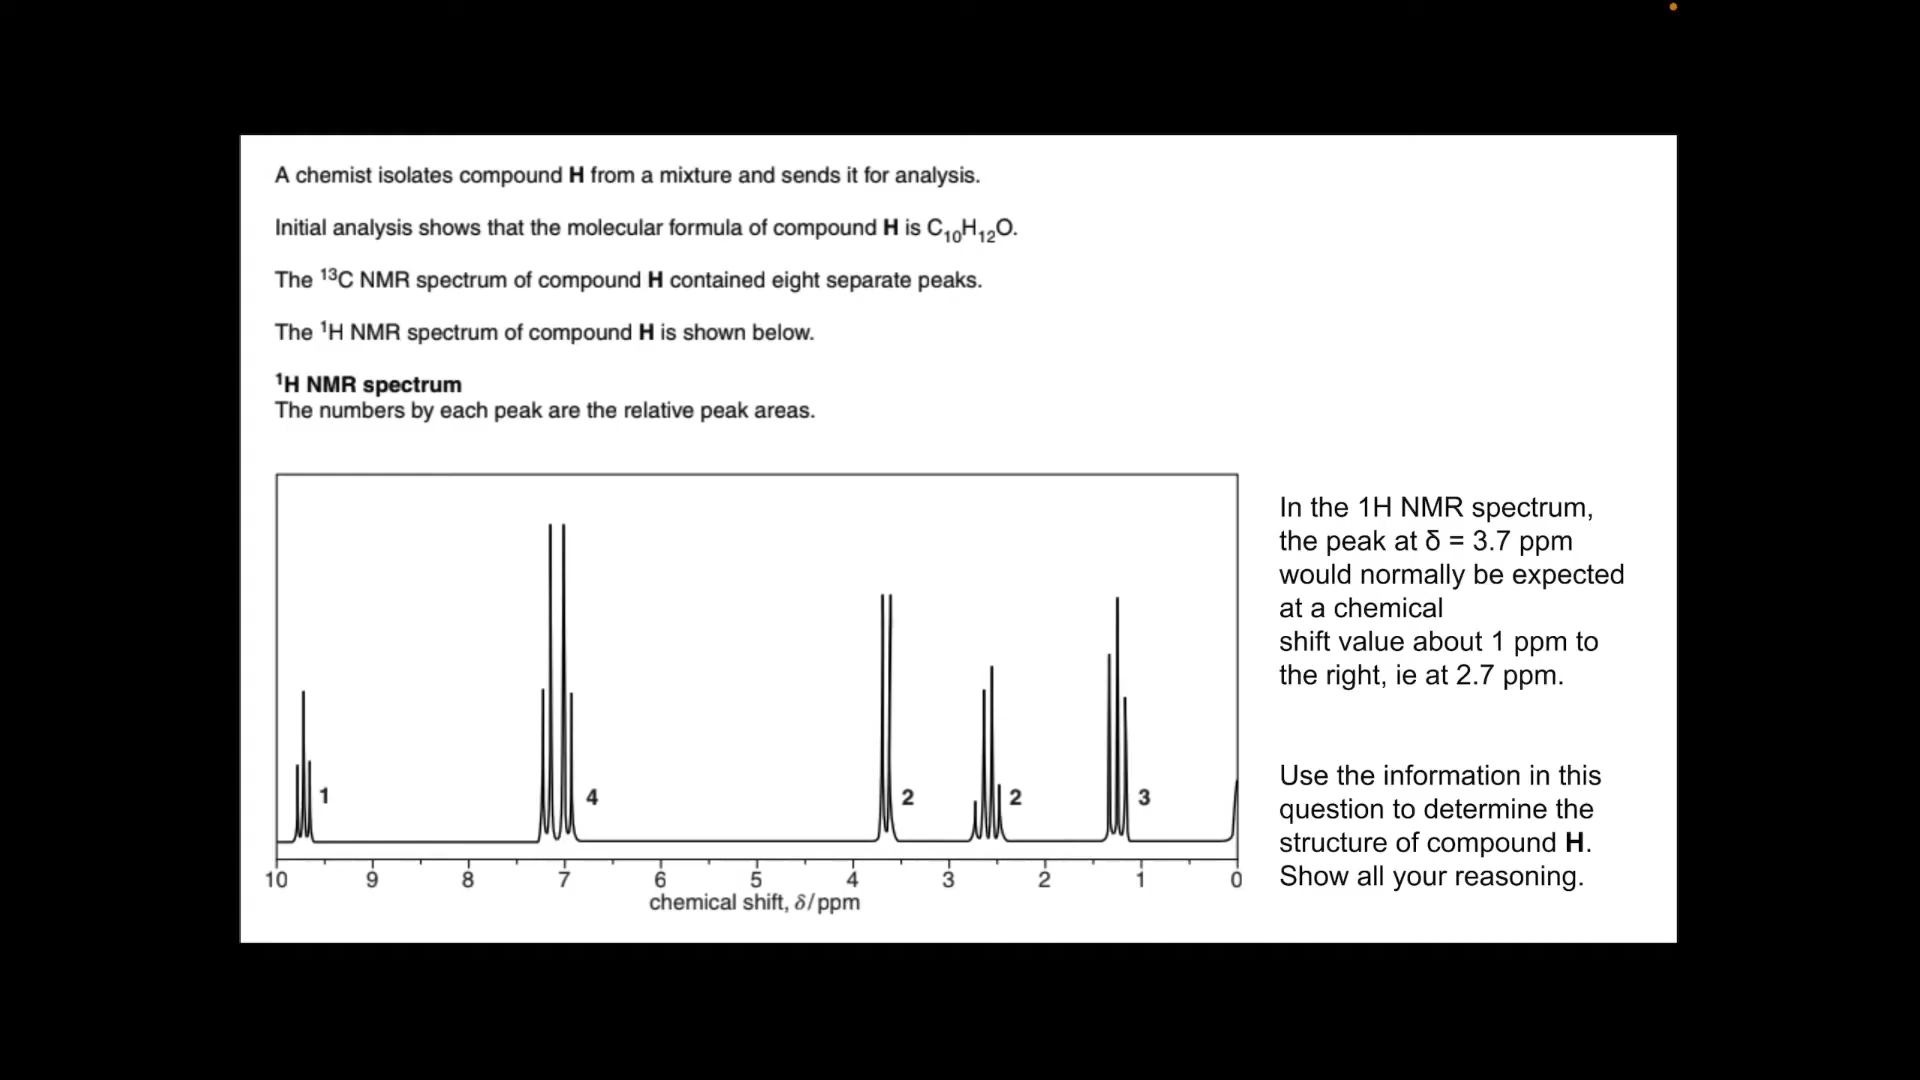 A chemist isolates compound H from a mixture and sends it for analysis.
Initial analysis shows that the molecular formula of compound H is C₁₀H₁₂O.
The ¹³C NMR spectrum of compound H contained eight separate peaks.
The ¹H NMR spectrum of compound H is shown below.
¹H NMR spectrum
The numbers by each peak are the relative peak areas.
1
4
2
2
3
10 9 8 7 6 5 4 3 2 1 0
chemical shift, δ/ppm
In the 1H NMR spectrum,
the peak at δ = 3.7 ppm
would normally be expected
at a chemical
shift value about 1 ppm to
the right, ie at 2.7 ppm.
Use the information in this
question to determine the
structure of compound H.
Show all your reasoning.